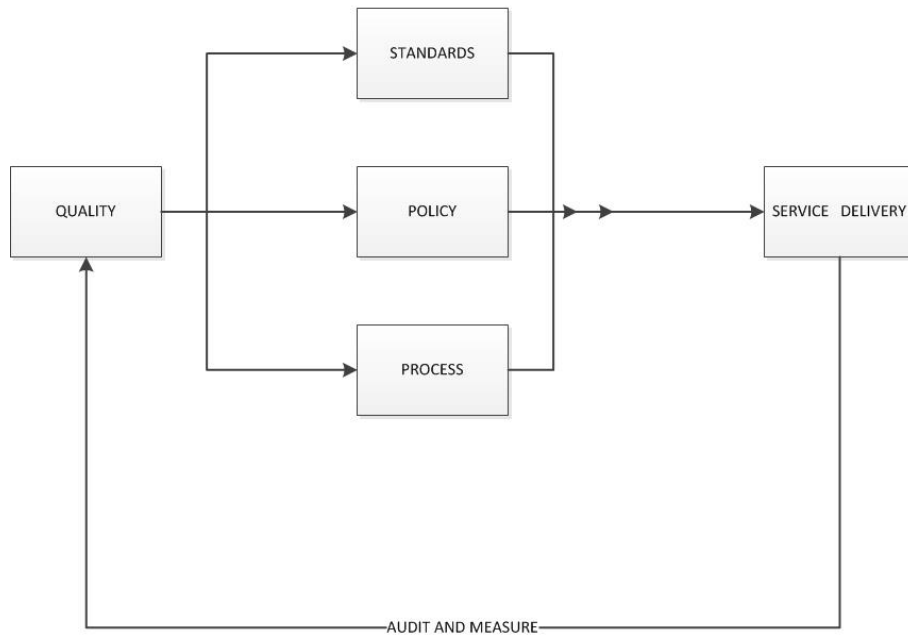 STANDARDS
QUALITY
POLICY
SERVICE DELIVERY
PROCESS
AUDIT AND MEASURE